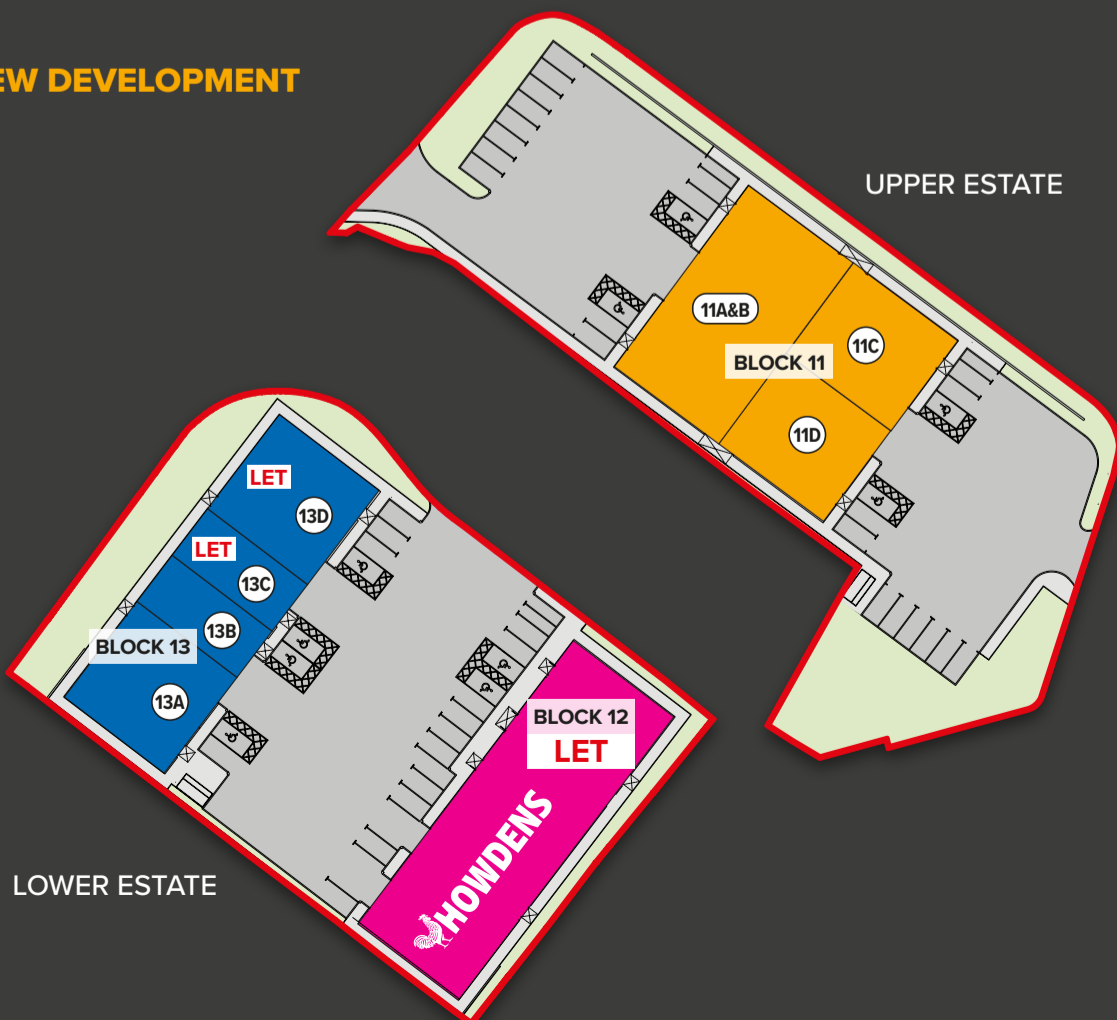 EW DEVELOPMENT
UPPER ESTATE
11A&B
11C
BLOCK 11
11D
LET
13D
LET
13C
13B
BLOCK 13
13A
BLOCK 12
LET
HOWDENS
LOWER ESTATE